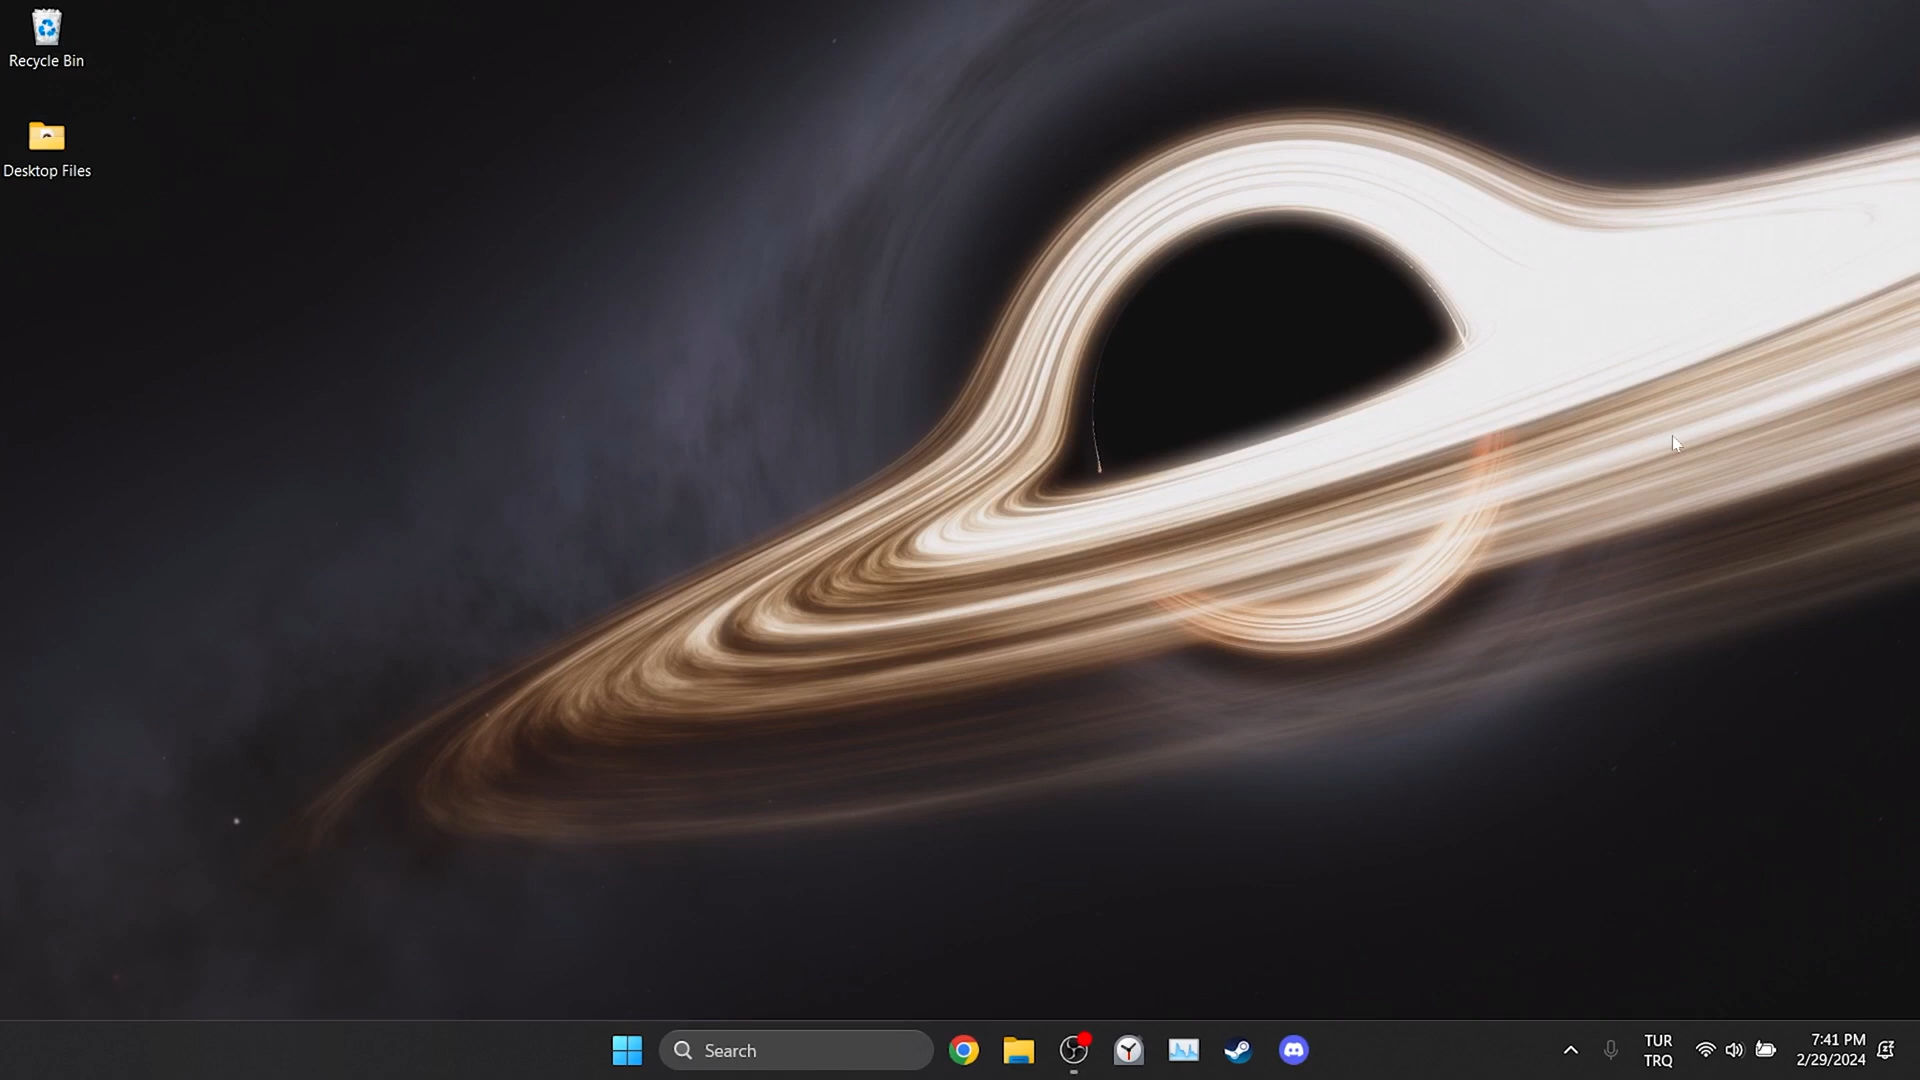 Recycle Bin
Desktop Files
Search
TUR
TRQ
7:41 PM
2/29/2024